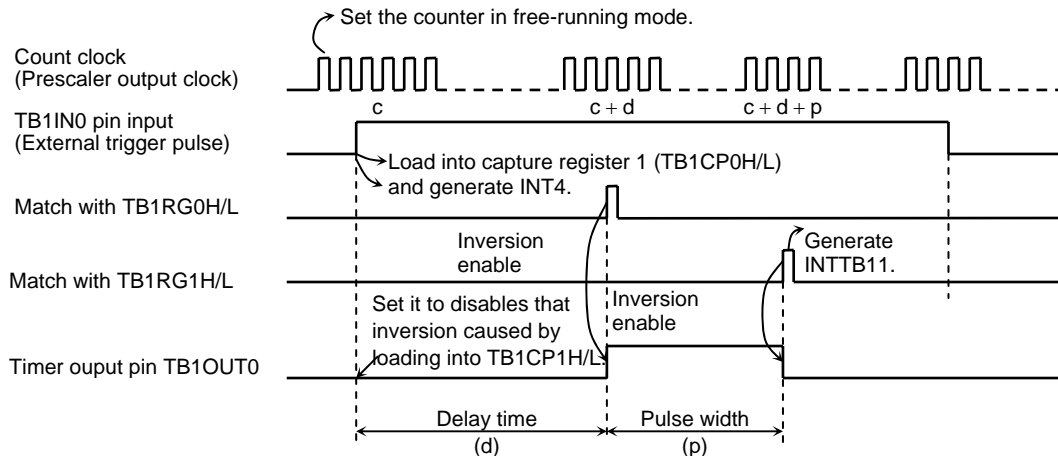 Set the counter in free-running mode.
Count clock
(Prescaler output clock)
c
c + d
c + d + p
TB1IN0 pin input
(External trigger pulse)
Load into capture register 1 (TB1CP0H/L)
and generate INT4.
Match with TB1RG0H/L
Inversion
enable
Generate
INTTB11.
Match with TB1RG1H/L
Set it to disables that
inversion caused by
loading into TB1CP1H/L.
Inversion
enable
Timer ouput pin TB1OUT0
Delay time
(d)
Pulse width
(p)